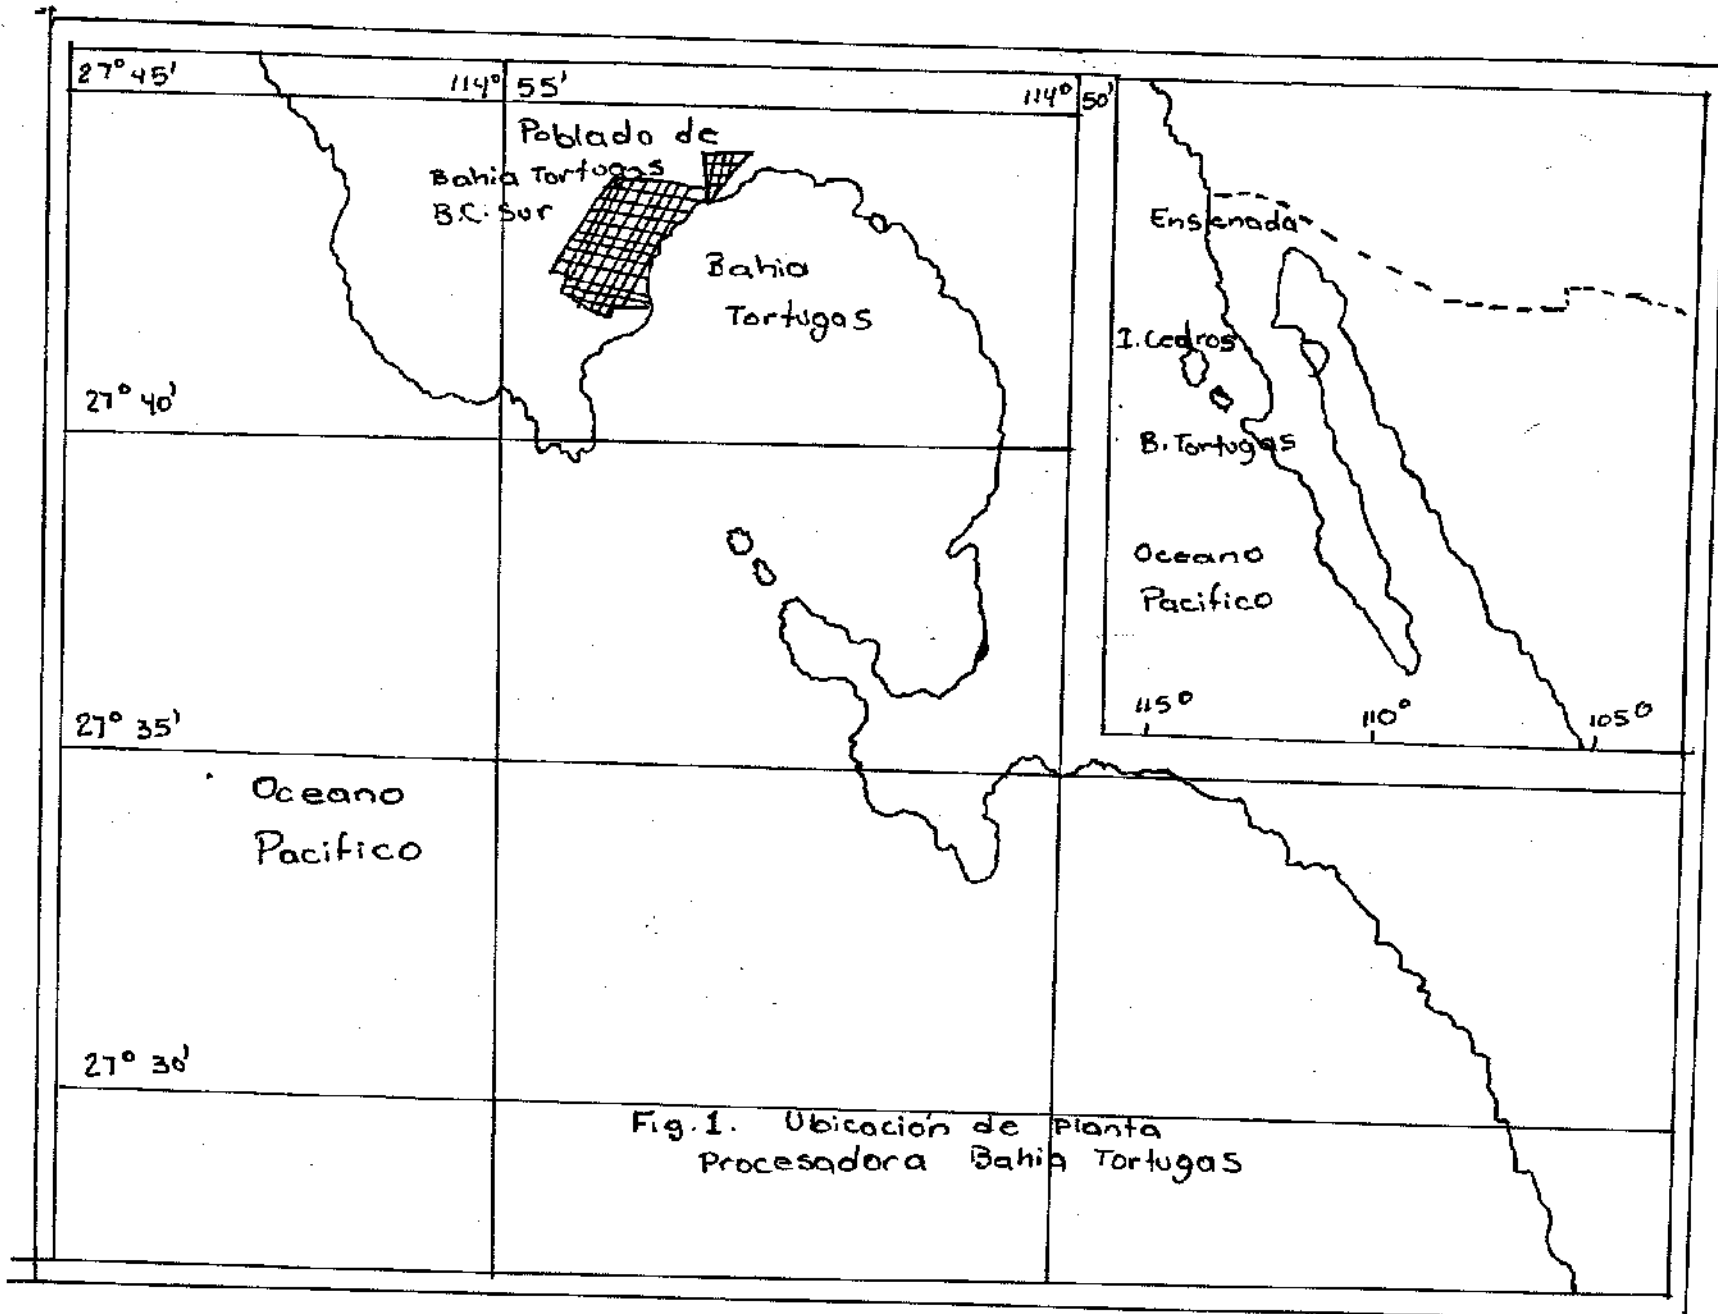 27° 45'
114° 55'
114° 50'
Poblado de
Bahia Tortugas
B.C. Sur
Bahia
Tortugas
27° 40'
27° 35'
Oceano
Pacifico
27° 30'
Ensenada
I. Cedros
B. Tortugas
Oceano
Pacifico
115°
110°
105°
Fig. 1. Ubicación de Planta
Procesadora Bahia Tortugas